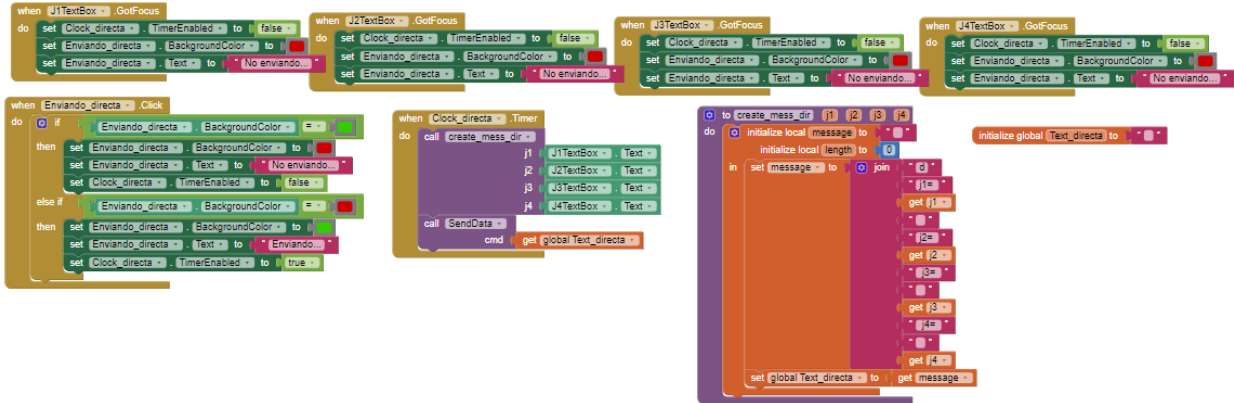 when J1TextBox .GotFocus
do set Clock_directa . TimerEnabled to false
set Enviando_directa . BackgroundColor to
set Enviando_directa . Text to " No enviando... "
when J2TextBox .GotFocus
do set Clock_directa . TimerEnabled to false
set Enviando_directa . BackgroundColor to
set Enviando_directa . Text to " No enviando... "
when J3TextBox .GotFocus
do set Clock_directa . TimerEnabled to false
set Enviando_directa . BackgroundColor to
set Enviando_directa . Text to " No enviando... "
when J4TextBox .GotFocus
do set Clock_directa . TimerEnabled to false
set Enviando_directa . BackgroundColor to
set Enviando_directa . Text to " No enviando... "
when Enviando_directa .Click
do if Enviando_directa . BackgroundColor =
then set Enviando_directa . BackgroundColor to
set Enviando_directa . Text to " No enviando... "
set Clock_directa . TimerEnabled to false
else if Enviando_directa . BackgroundColor =
then set Enviando_directa . BackgroundColor to
set Enviando_directa . Text to " Enviando... "
set Clock_directa . TimerEnabled to true
when Clock_directa .Timer
do call create_mess_dir
j1 J1TextBox . Text
j2 J2TextBox . Text
j3 J3TextBox . Text
j4 J4TextBox . Text
call SendData
cmd get global Text_directa
to create_mess_dir j1 j2 j3 j4
do initialize local message to " "
initialize local length to 0
in set message to join " d "
" j1= "
get j1
" "
" j2= "
get j2
" j3= "
" "
get j3
" j4= "
" "
get j4
set global Text_directa to get message
initialize global Text_directa to " "